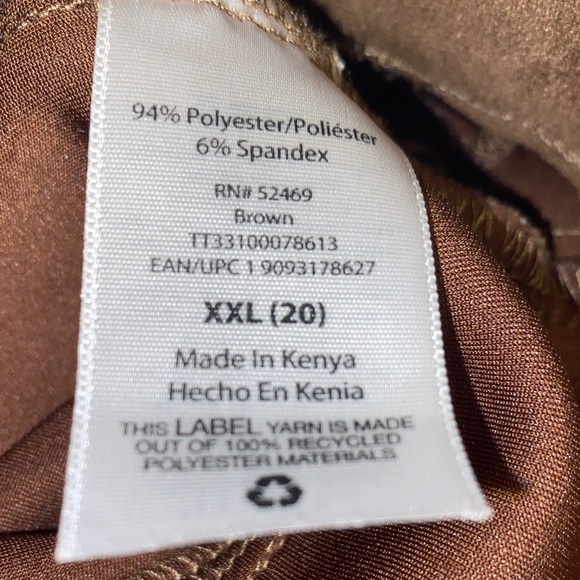 94% Polyester/Poliéster
6% Spandex
RN# 52469
Brown
TT33100078613
EAN/UPC 1 9093178627
XXL (20)
Made In Kenya
Hecho En Kenia
THIS LABEL YARN IS MADE
OUT OF 100% RECYCLED
POLYESTER MATERIALS